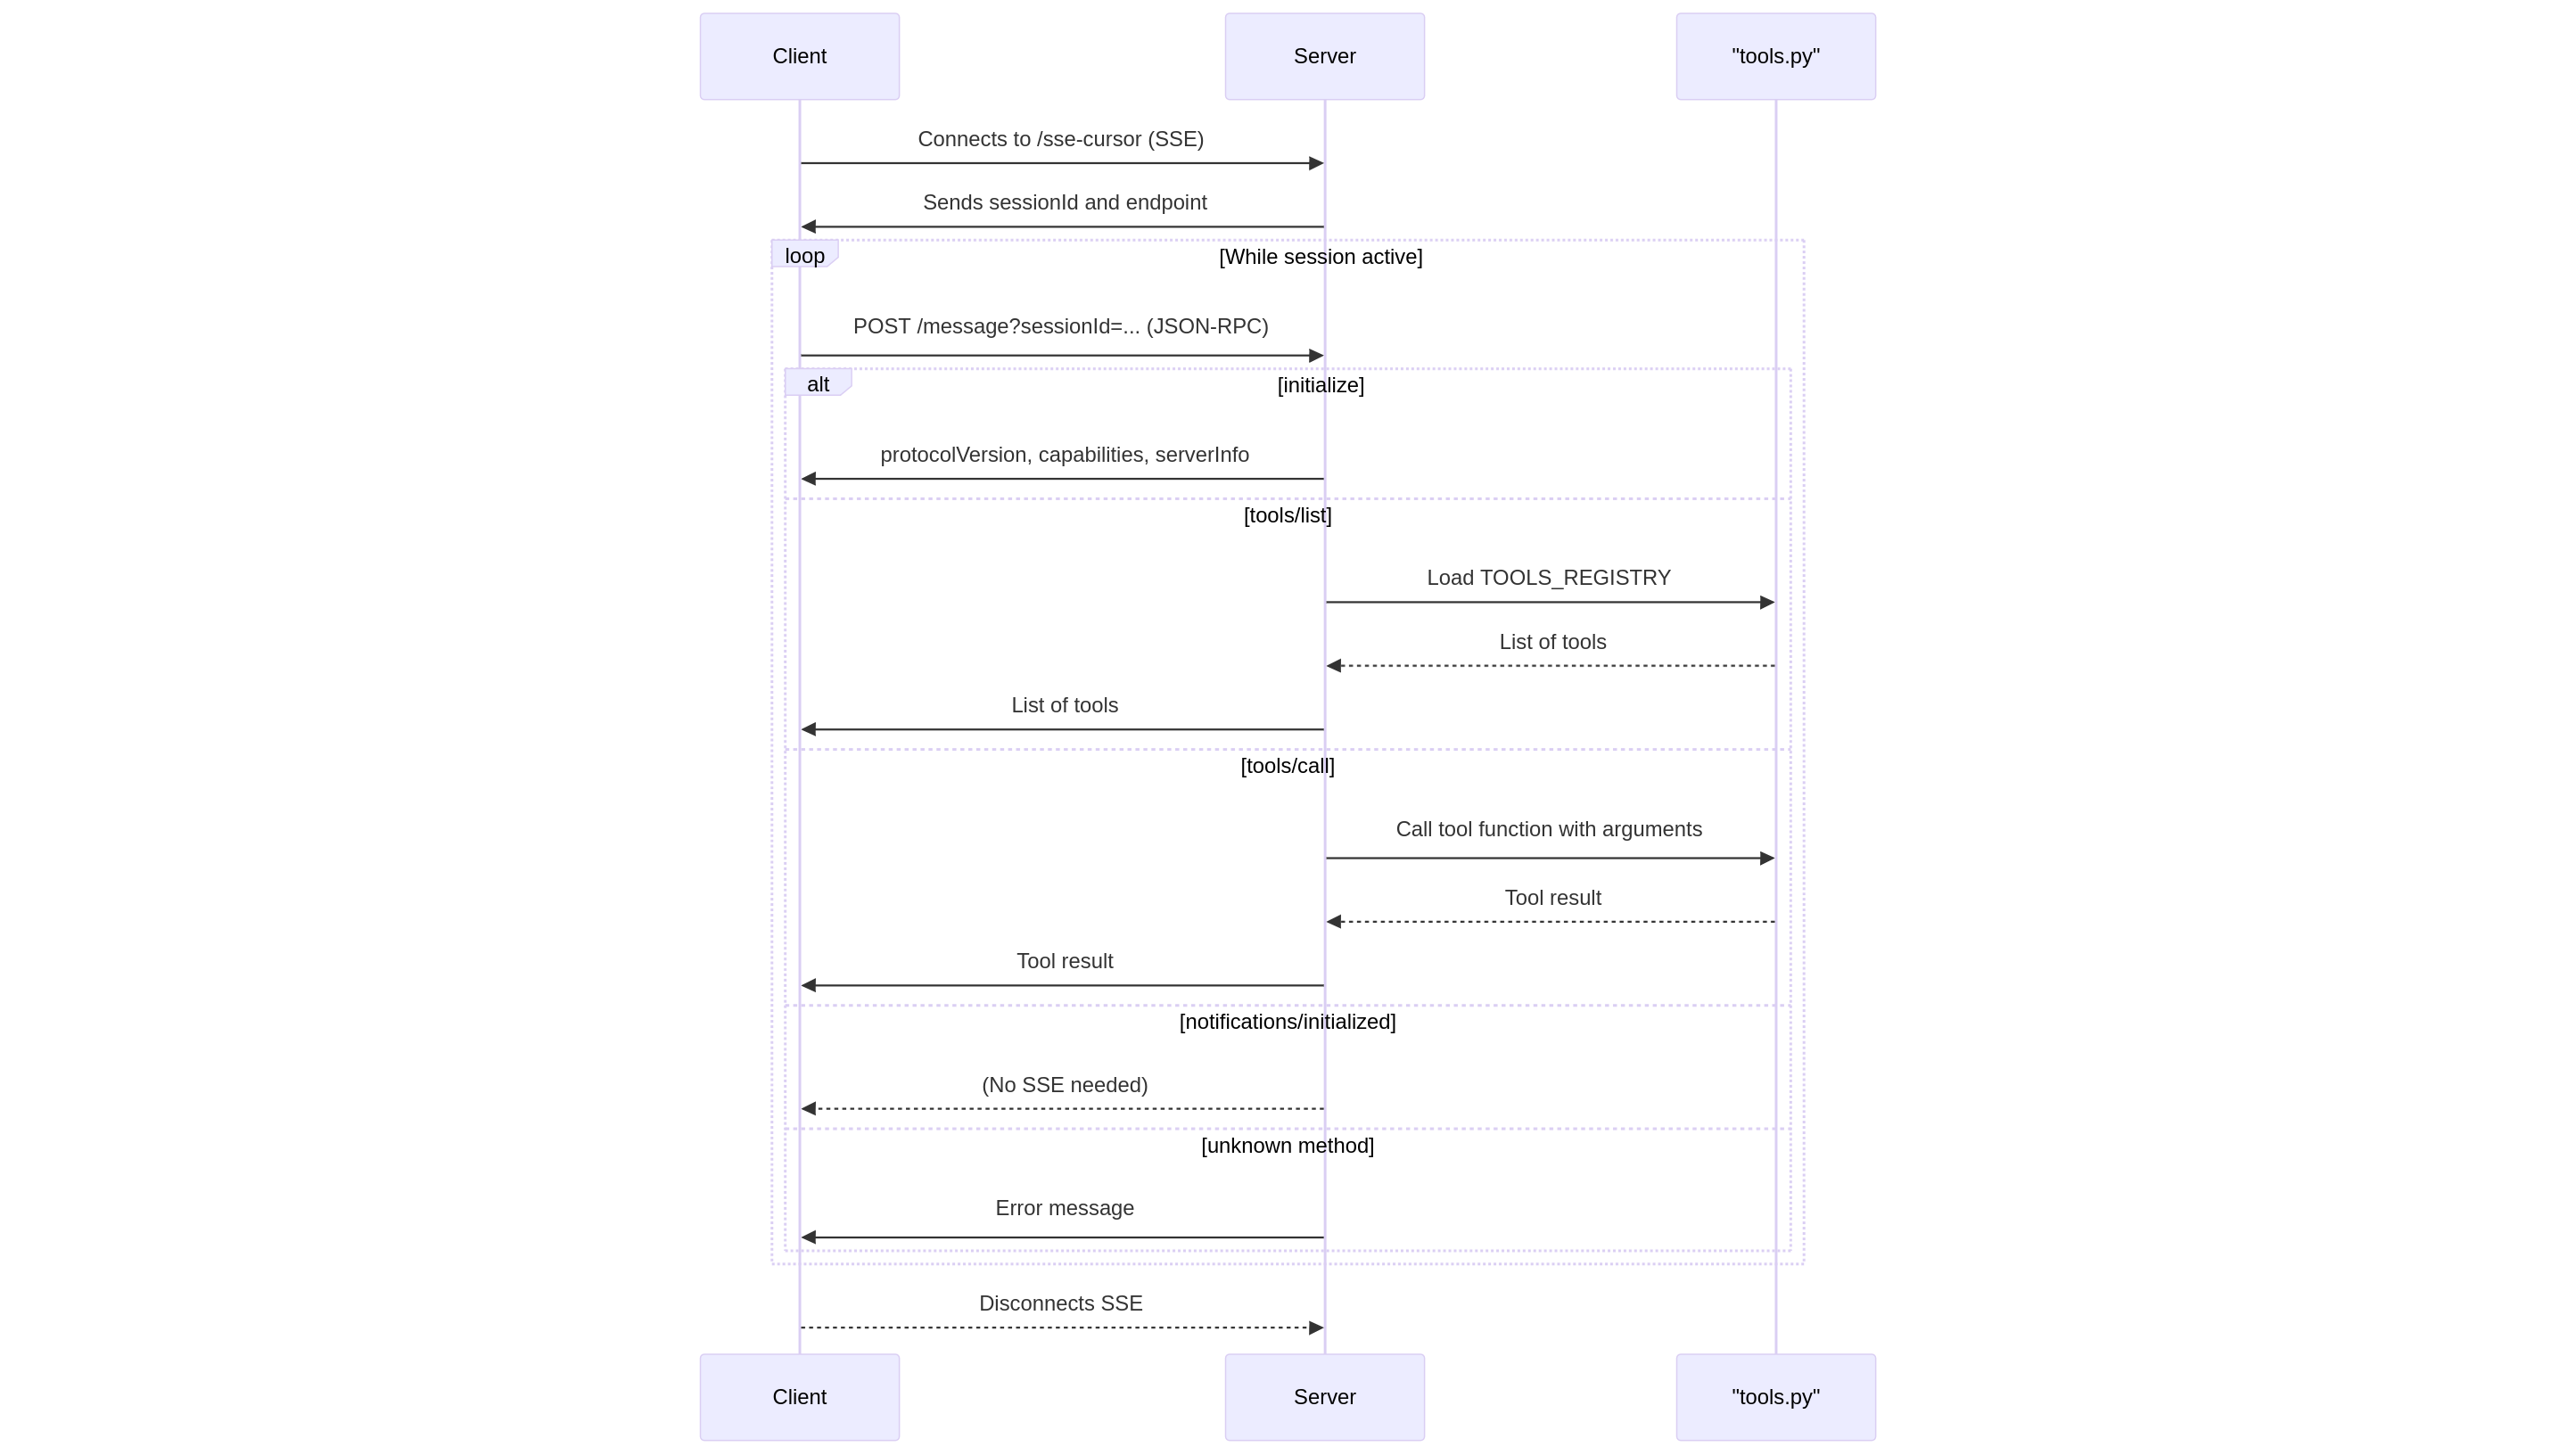 Client
Server
"tools.py"
Connects to /sse-cursor (SSE)
Sends sessionId and endpoint
loop
[While session active]
POST /message?sessionId=... (JSON-RPC)
alt
[initialize]
protocolVersion, capabilities, serverInfo
[tools/list]
Load TOOLS_REGISTRY
List of tools
List of tools
[tools/call]
Call tool function with arguments
Tool result
Tool result
[notifications/initialized]
(No SSE needed)
[unknown method]
Error message
Disconnects SSE
Client
Server
"tools.py"